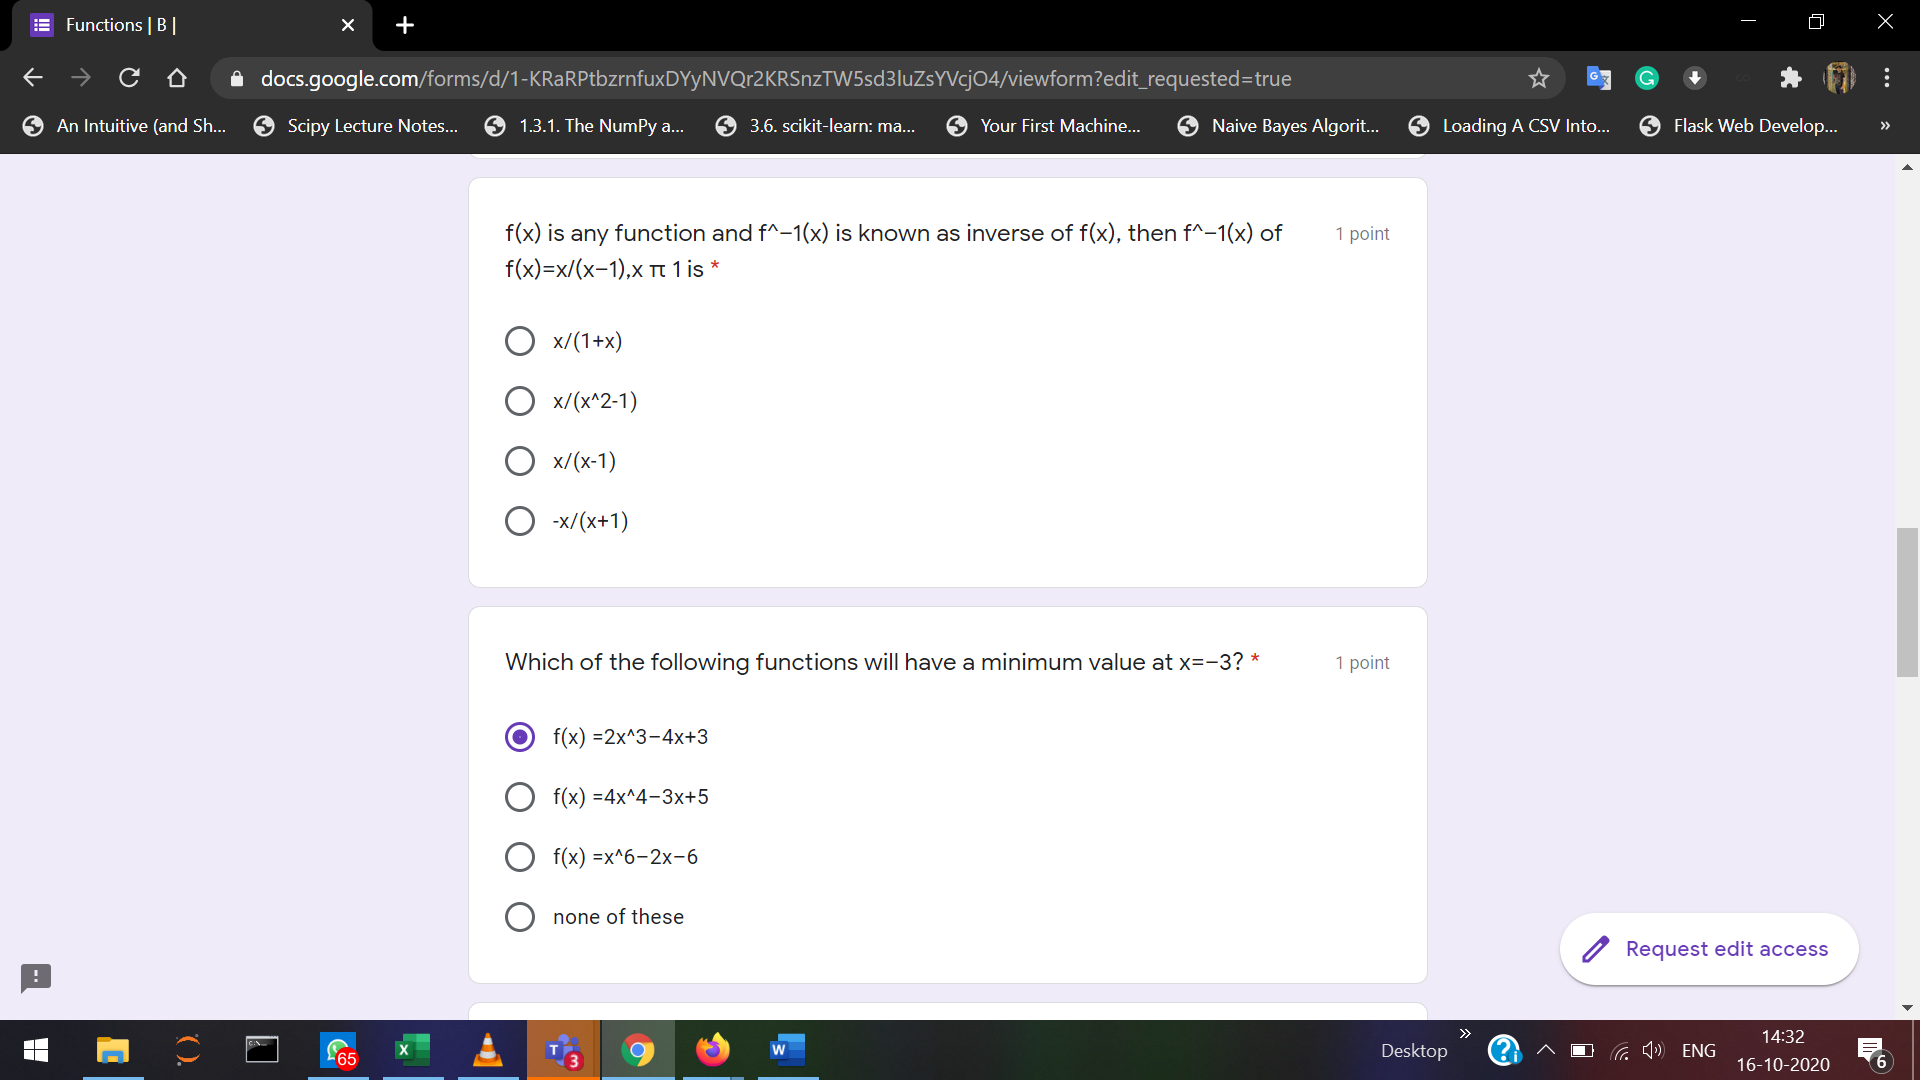 Functions | B |
docs.google.com/forms/d/1-KRaRPtbzrnfuxDYyNVQr2KRSnzTW5sd3luZsYVcjO4/viewform?edit_requested=true
An Intuitive (and Sh... Scipy Lecture Notes... 1.3.1. The NumPy a... 3.6. scikit-learn: ma... Your First Machine... Naive Bayes Algorit... Loading A CSV Into... Flask Web Develop... »
f(x) is any function and f^−1(x) is known as inverse of f(x), then f^−1(x) of 1 point
f(x)=x/(x−1),x π 1 is *
x/(1+x)
x/(x^2-1)
x/(x-1)
-x/(x+1)
Which of the following functions will have a minimum value at x=−3? * 1 point
f(x) =2x^3−4x+3
f(x) =4x^4−3x+5
f(x) =x^6−2x−6
none of these
Request edit access
65
3
Desktop » ENG
14:32
16-10-2020
6